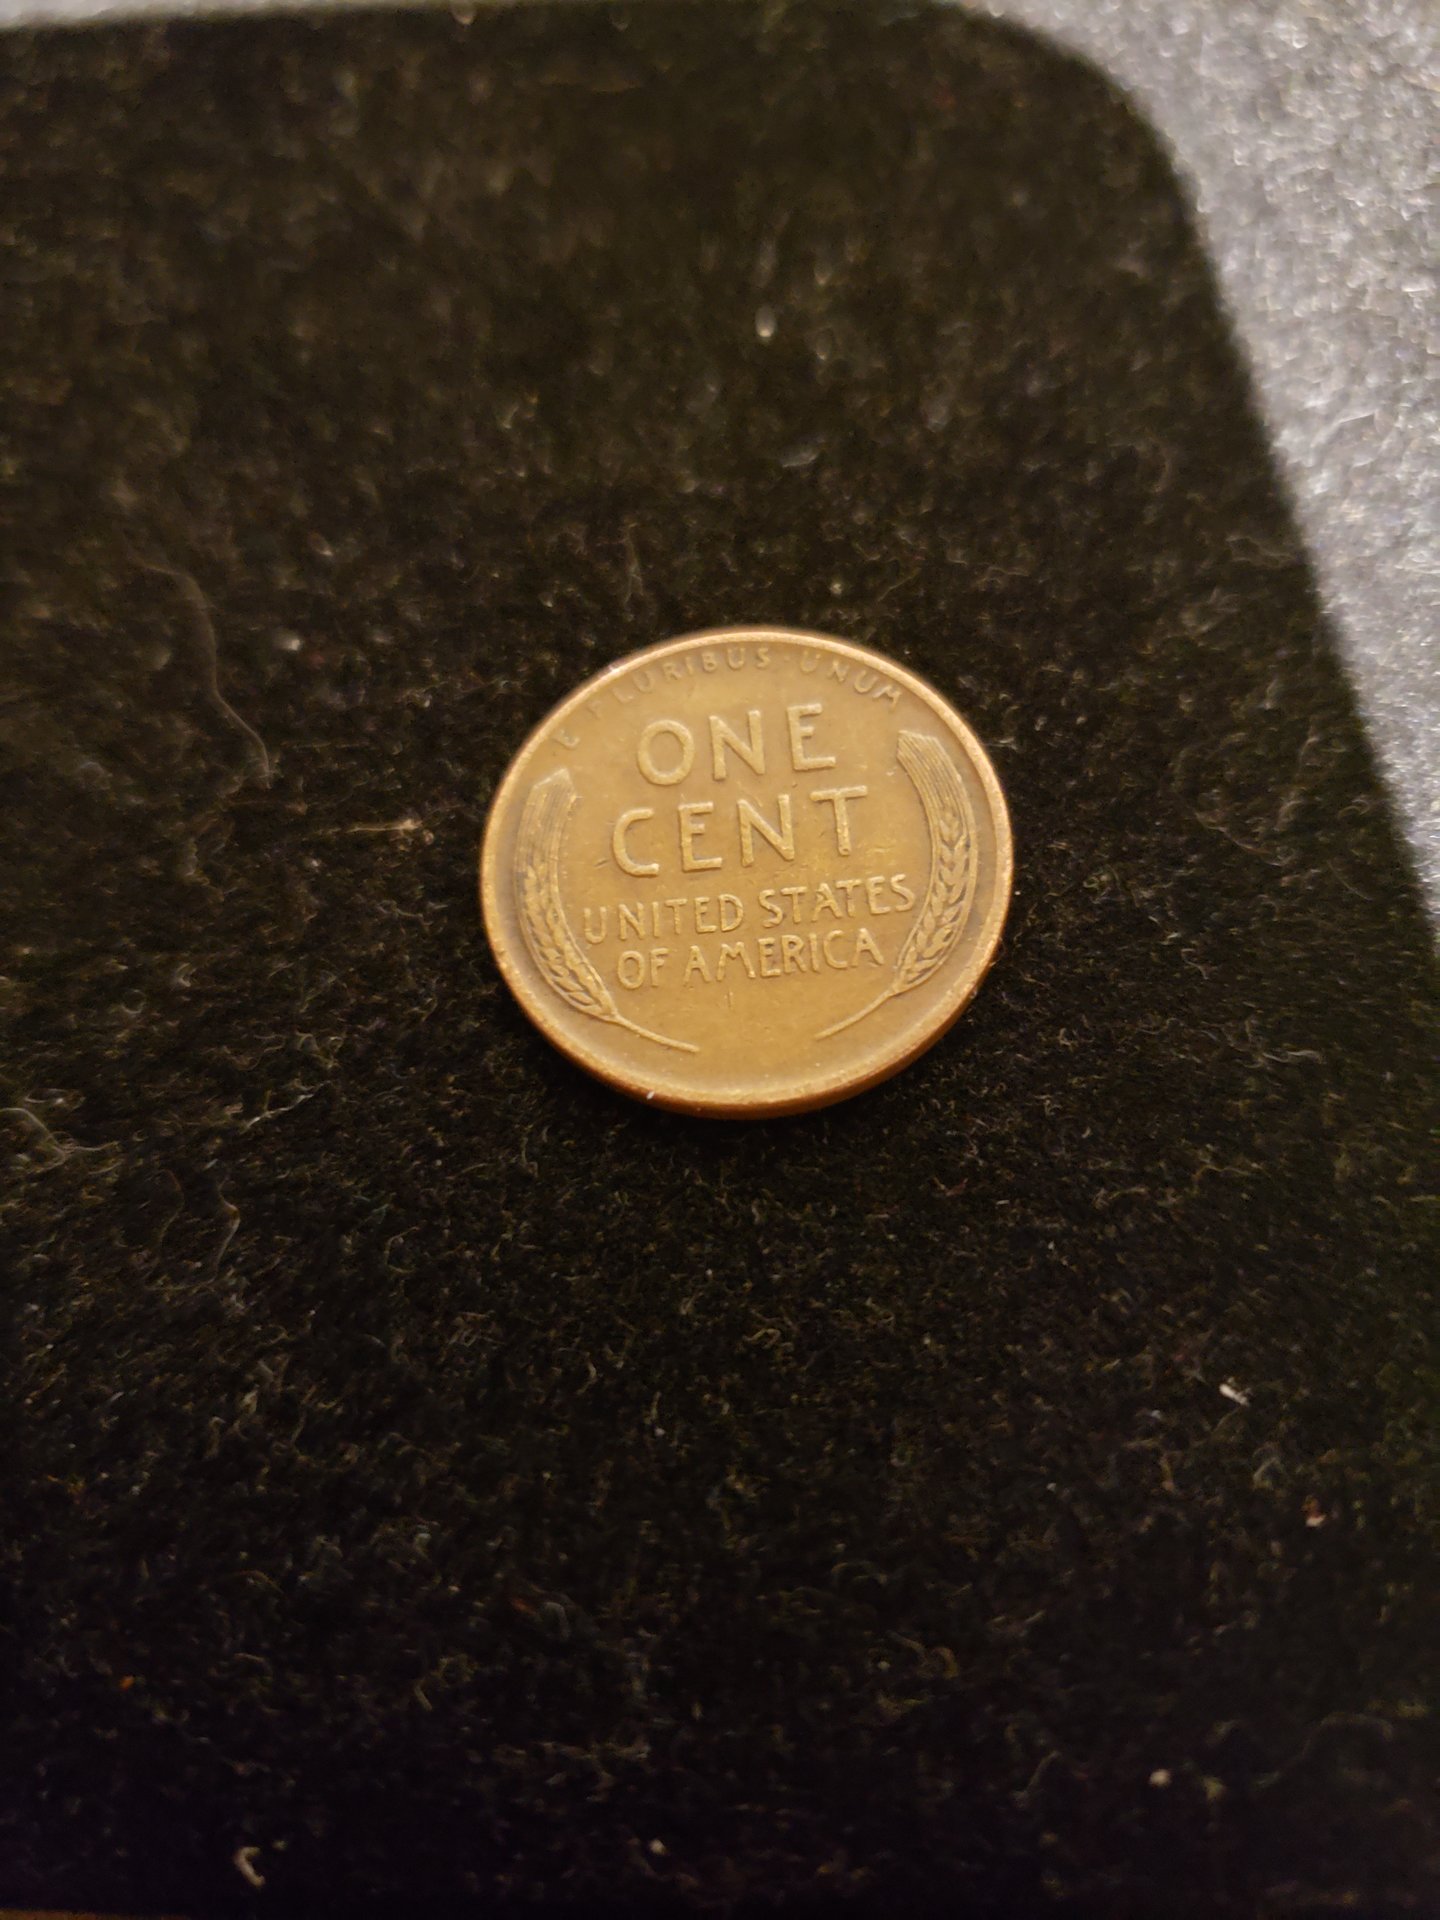 E·PLURIBUS·UNUM
ONE
CENT
UNITED STATES
OF AMERICA